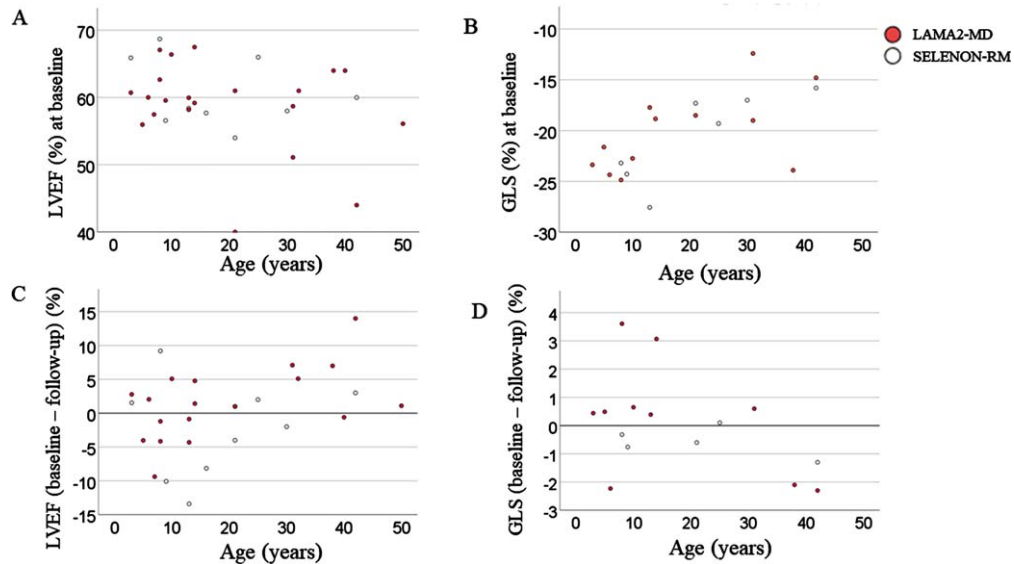 A
LVEF (%) at baseline
70
60
50
40
0 10 20 30 40 50
Age (years)
B
GLS (%) at baseline
-10
-15
-20
-25
-30
0 10 20 30 40 50
Age (years)
LAMA2-MD
SELENON-RM
C
LVEF (baseline – follow-up) (%)
15
10
5
0
-5
-10
-15
0 10 20 30 40 50
Age (years)
D
GLS (baseline – follow-up) (%)
4
3
2
1
0
-1
-2
-3
0 10 20 30 40 50
Age (years)